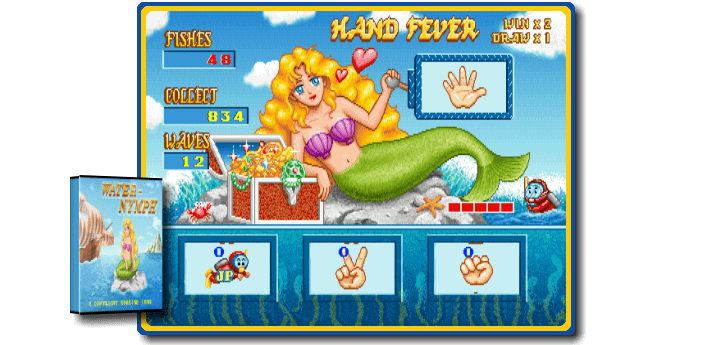 HAND FEVER
WIN x 2
DRAW x 1
FISHES
48
COLLECT
834
WAVES
12
WATER-
NYMPH
0
JP
0
0